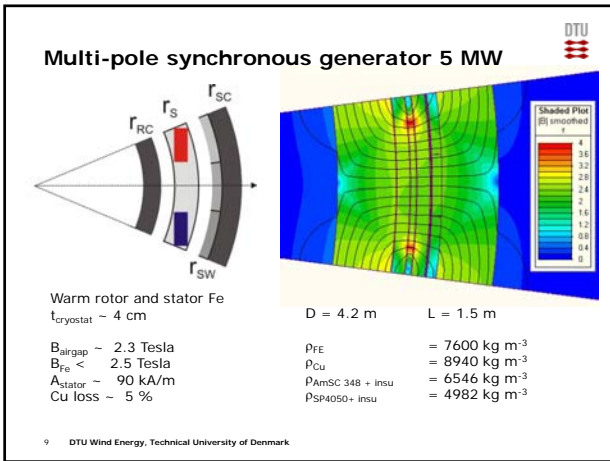 DTU
Multi-pole synchronous generator 5 MW
r_RC
r_S
r_SC
r_SW
Shaded Plot
|B| smoothed
4
3.6
3.2
2.8
2.4
2
1.6
1.2
0.8
0.4
0
Warm rotor and stator Fe
t_cryostat ~ 4 cm
B_airgap ~ 2.3 Tesla
B_Fe < 2.5 Tesla
A_stator ~ 90 kA/m
Cu loss ~ 5 %
D = 4.2 m L = 1.5 m
ρ_FE = 7600 kg m⁻³
ρ_Cu = 8940 kg m⁻³
ρ_AmSC 348 + insu = 6546 kg m⁻³
ρ_SP4050+ insu = 4982 kg m⁻³
9 DTU Wind Energy, Technical University of Denmark